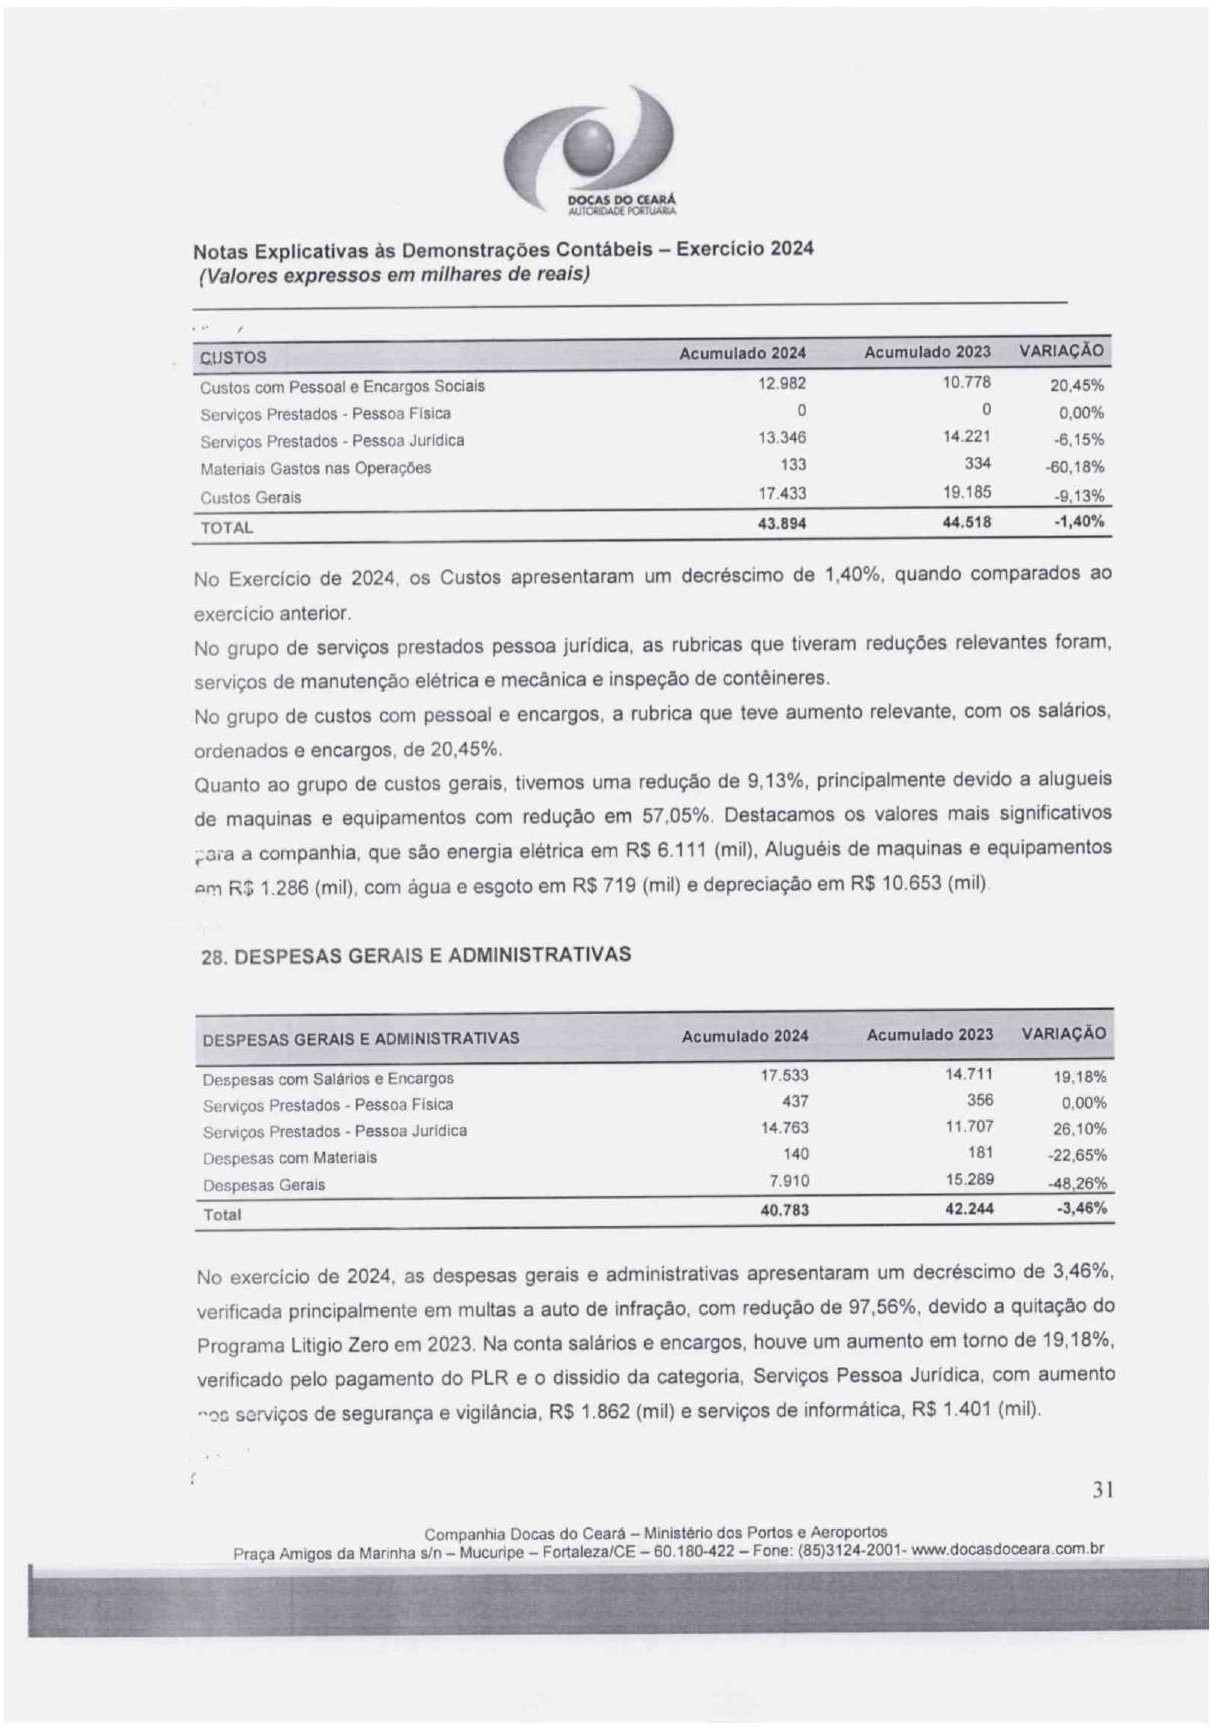 DOCAS DO CEARÁ
AUTORIDADE PORTUÁRIA
Notas Explicativas às Demonstrações Contábeis – Exercício 2024
(Valores expressos em milhares de reais)
CUSTOS Acumulado 2024 Acumulado 2023 VARIAÇÃO
Custos com Pessoal e Encargos Sociais 12.982 10.778 20,45%
Serviços Prestados - Pessoa Física 0 0 0,00%
Serviços Prestados - Pessoa Jurídica 13.346 14.221 -6,15%
Materiais Gastos nas Operações 133 334 -60,18%
Custos Gerais 17.433 19.185 -9,13%
TOTAL 43.894 44.518 -1,40%
No Exercício de 2024, os Custos apresentaram um decréscimo de 1,40%, quando comparados ao
exercício anterior.
No grupo de serviços prestados pessoa jurídica, as rubricas que tiveram reduções relevantes foram,
serviços de manutenção elétrica e mecânica e inspeção de contêineres.
No grupo de custos com pessoal e encargos, a rubrica que teve aumento relevante, com os salários,
ordenados e encargos, de 20,45%.
Quanto ao grupo de custos gerais, tivemos uma redução de 9,13%, principalmente devido a alugueis
de maquinas e equipamentos com redução em 57,05%. Destacamos os valores mais significativos
para a companhia, que são energia elétrica em R$ 6.111 (mil), Aluguéis de maquinas e equipamentos
em R$ 1.286 (mil), com água e esgoto em R$ 719 (mil) e depreciação em R$ 10.653 (mil).
28. DESPESAS GERAIS E ADMINISTRATIVAS
DESPESAS GERAIS E ADMINISTRATIVAS Acumulado 2024 Acumulado 2023 VARIAÇÃO
Despesas com Salários e Encargos 17.533 14.711 19,18%
Serviços Prestados - Pessoa Física 437 356 0,00%
Serviços Prestados - Pessoa Jurídica 14.763 11.707 26,10%
Despesas com Materiais 140 181 -22,65%
Despesas Gerais 7.910 15.289 -48,26%
Total 40.783 42.244 -3,46%
No exercício de 2024, as despesas gerais e administrativas apresentaram um decréscimo de 3,46%,
verificada principalmente em multas a auto de infração, com redução de 97,56%, devido a quitação do
Programa Litigio Zero em 2023. Na conta salários e encargos, houve um aumento em torno de 19,18%,
verificado pelo pagamento do PLR e o dissidio da categoria, Serviços Pessoa Jurídica, com aumento
nos serviços de segurança e vigilância, R$ 1.862 (mil) e serviços de informática, R$ 1.401 (mil).
31
Companhia Docas do Ceará – Ministério dos Portos e Aeroportos
Praça Amigos da Marinha s/n – Mucuripe – Fortaleza/CE – 60.180-422 – Fone: (85)3124-2001- www.docasdoceara.com.br